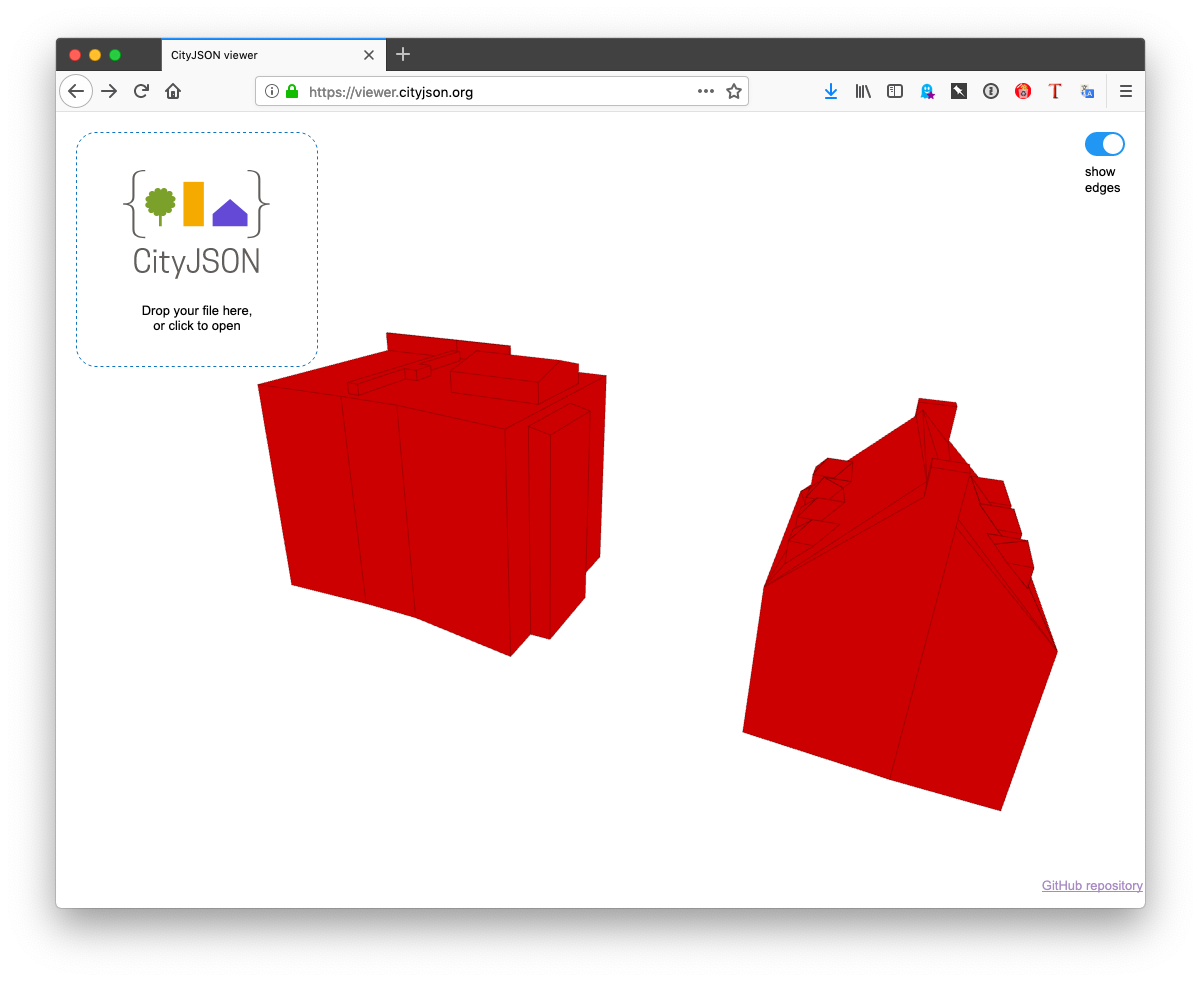 CityJSON viewer
https://viewer.cityjson.org
CityJSON
Drop your file here,
or click to open
show
edges
GitHub repository